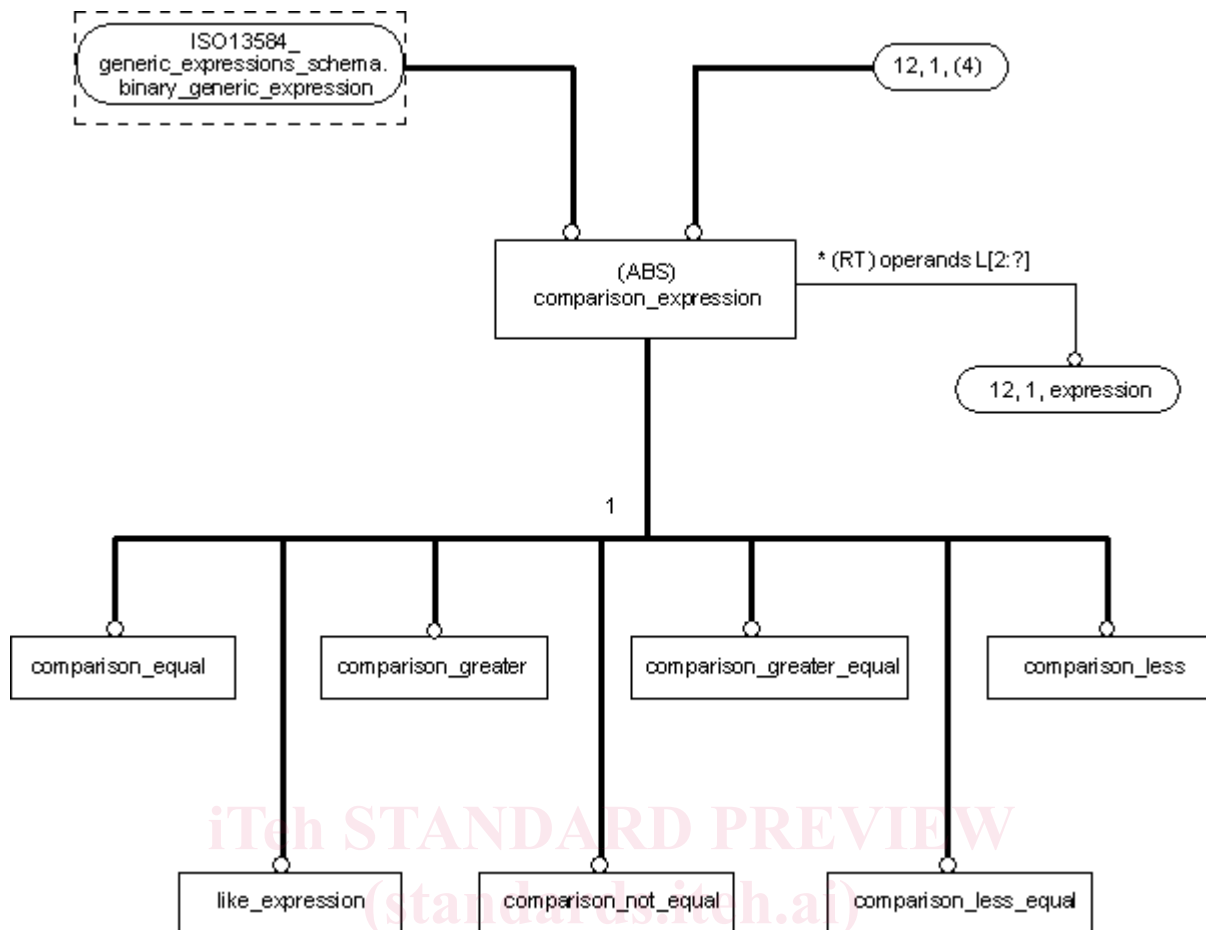 ISO13584_
generic_expressions_schema.
binary_generic_expression
12, 1, (4)
(ABS)
comparison_expression
* (RT) operands L[2:?]
12, 1, expression
1
comparison_equal
comparison_greater
comparison_greater_equal
comparison_less
iTeh STANDARD PREVIEW
like_expression
comparison_not_equal
comparison_less_equal
(standards.iteh.ai)